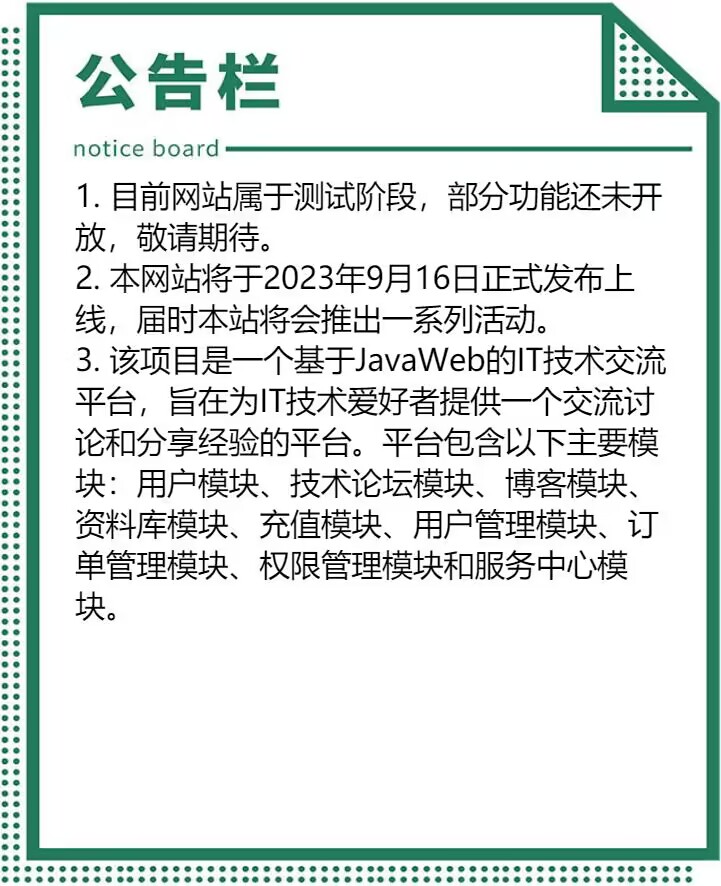 公告栏
notice board
1. 目前网站属于测试阶段，部分功能还未开
放，敬请期待。
2. 本网站将于2023年9月16日正式发布上
线，届时本站将会推出一系列活动。
3. 该项目是一个基于JavaWeb的IT技术交流
平台，旨在为IT技术爱好者提供一个交流讨
论和分享经验的平台。平台包含以下主要模
块：用户模块、技术论坛模块、博客模块、
资料库模块、充值模块、用户管理模块、订
单管理模块、权限管理模块和服务中心模
块。